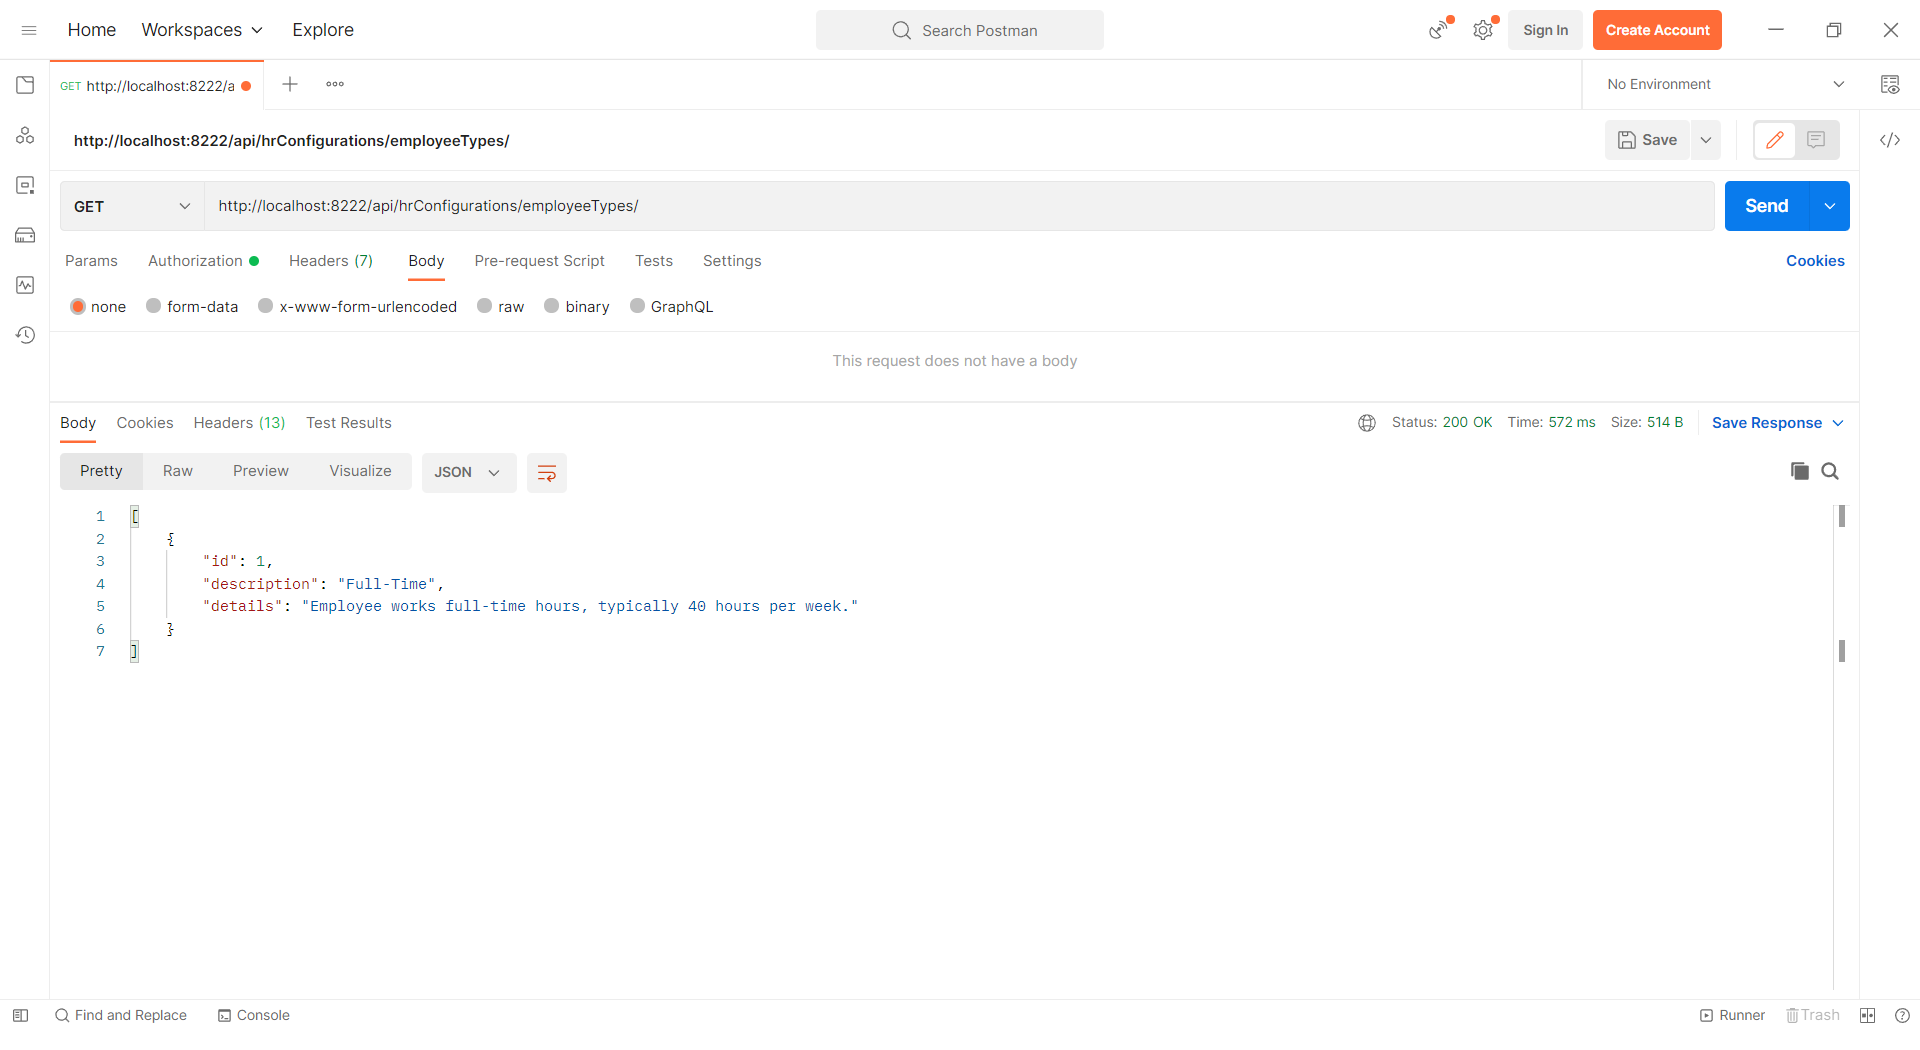 Home Workspaces Explore Search Postman Sign In Create Account
GET http://localhost:8222/a No Environment
http://localhost:8222/api/hrConfigurations/employeeTypes/ Save
GET http://localhost:8222/api/hrConfigurations/employeeTypes/ Send
Params Authorization Headers (7) Body Pre-request Script Tests Settings Cookies
none form-data x-www-form-urlencoded raw binary GraphQL
This request does not have a body
Body Cookies Headers (13) Test Results Status: 200 OK Time: 572 ms Size: 514 B Save Response
Pretty Raw Preview Visualize JSON
1 [
2 {
3 "id": 1,
4 "description": "Full-Time",
5 "details": "Employee works full-time hours, typically 40 hours per week."
6 }
7 ]
Find and Replace Console Runner Trash